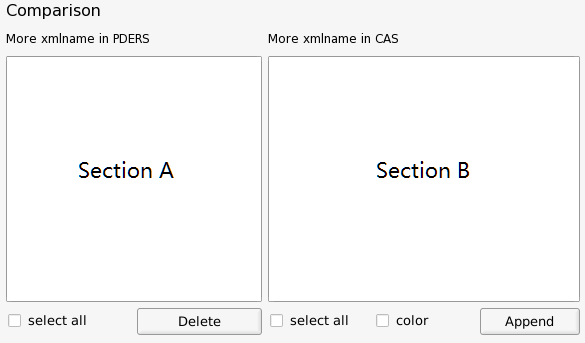 Comparison
More xmlname in PDERS
More xmlname in CAS
Section A
Section B
select all
Delete
select all
color
Append